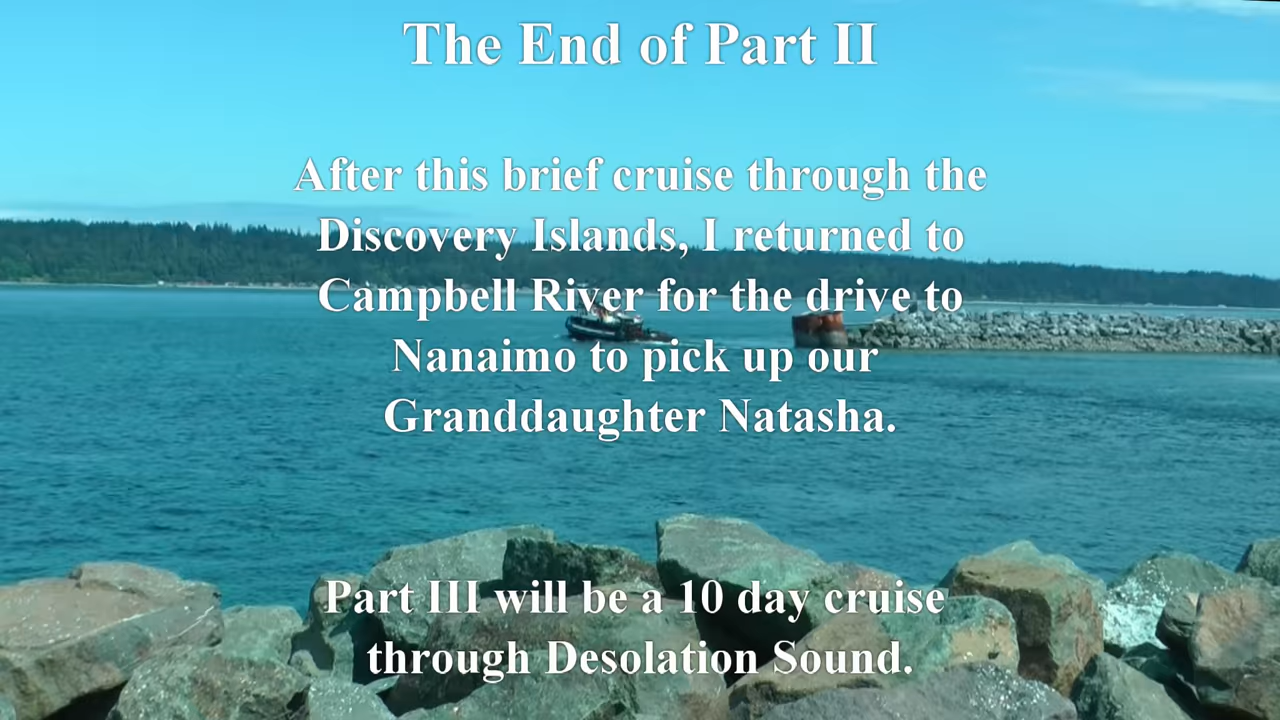 The End of Part II
After this brief cruise through the
Discovery Islands, I returned to
Campbell River for the drive to
Nanaimo to pick up our
Granddaughter Natasha.
Part III will be a 10 day cruise
through Desolation Sound.